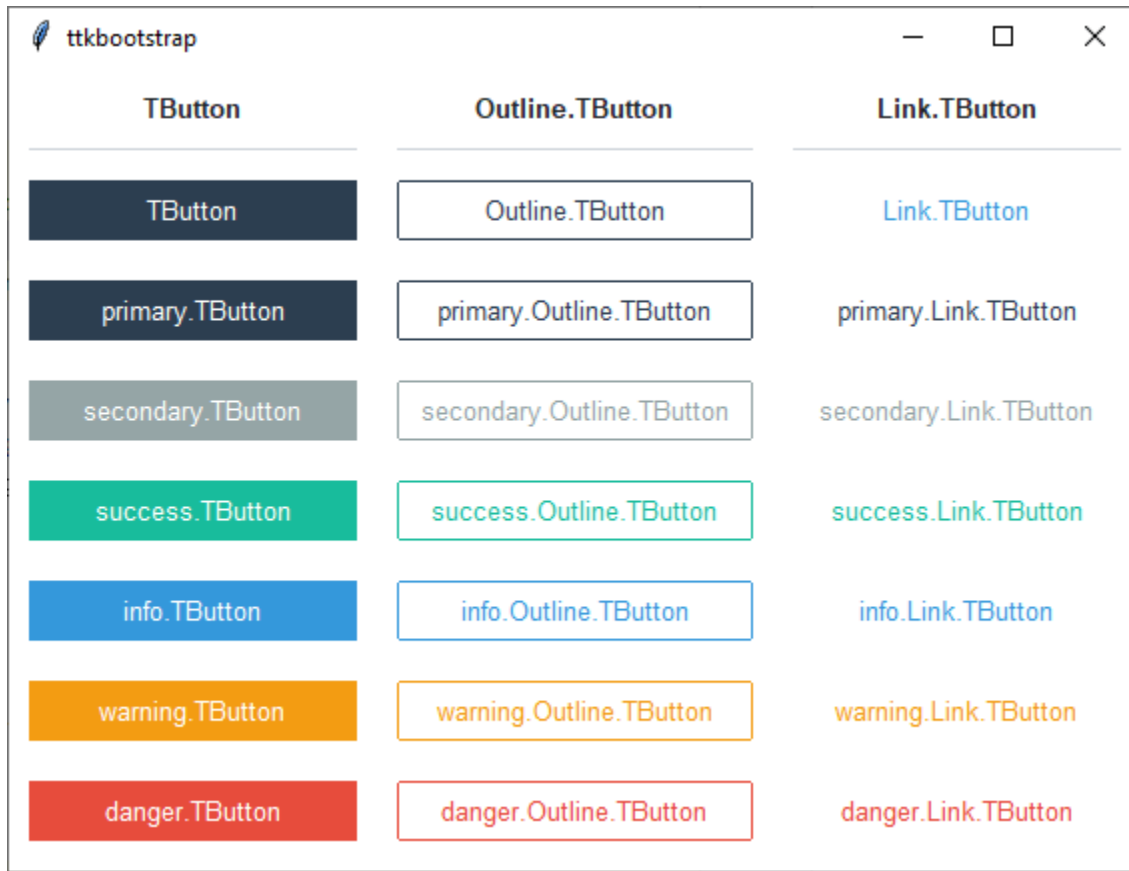 ttkbootstrap
TButton Outline.TButton Link.TButton
TButton Outline.TButton Link.TButton
primary.TButton primary.Outline.TButton primary.Link.TButton
secondary.TButton secondary.Outline.TButton secondary.Link.TButton
success.TButton success.Outline.TButton success.Link.TButton
info.TButton info.Outline.TButton info.Link.TButton
warning.TButton warning.Outline.TButton warning.Link.TButton
danger.TButton danger.Outline.TButton danger.Link.TButton